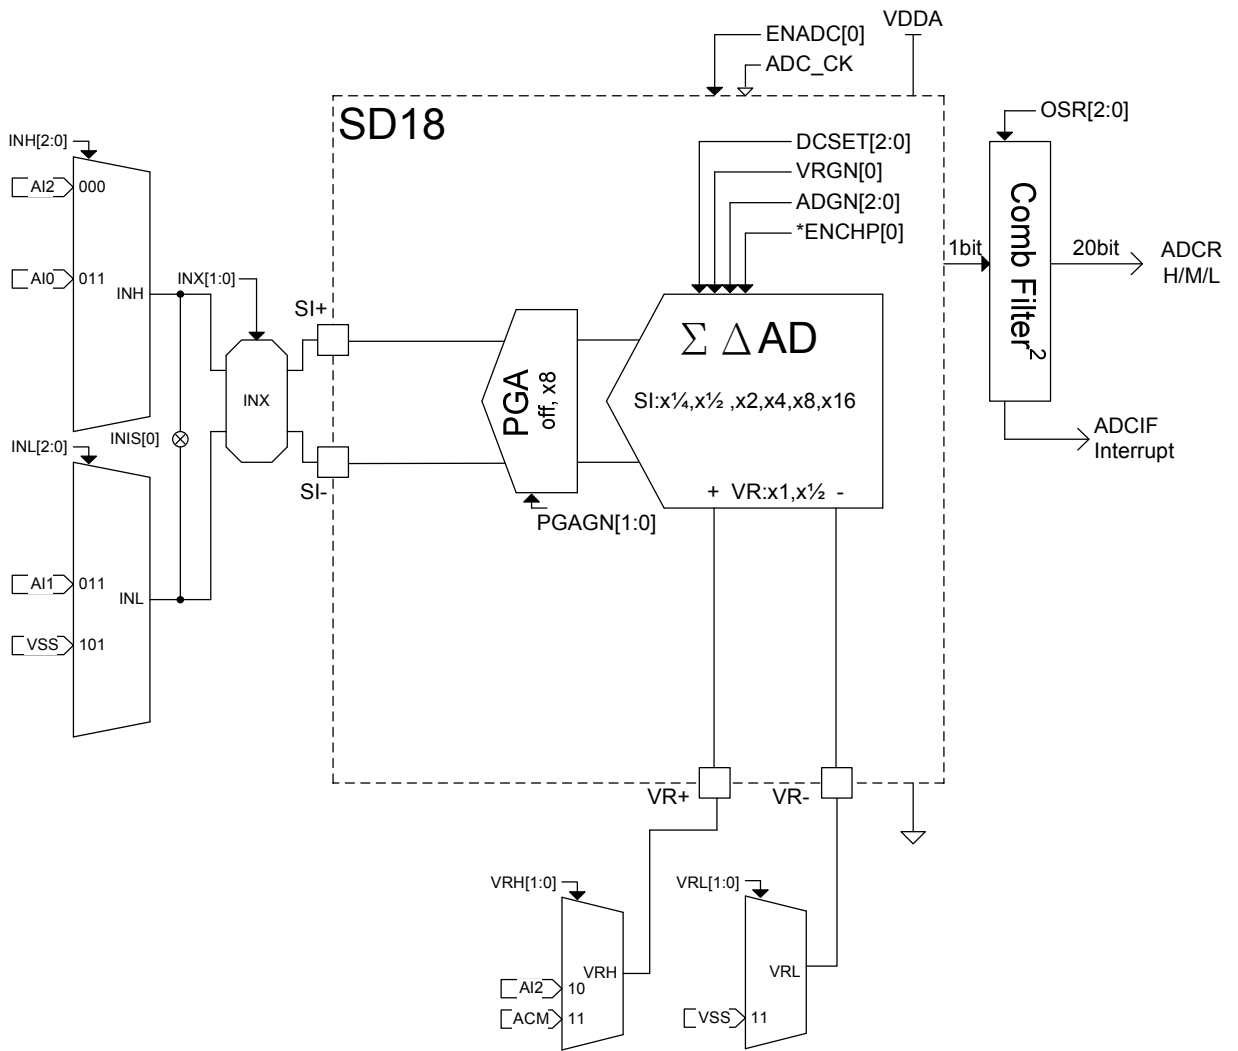 VDDA
ENADC[0]
ADC_CK
SD18
OSR[2:0]
INH[2:0]
DCSET[2:0]
VRGN[0]
ADGN[2:0]
*ENCHP[0]
AI2
000
AI0
011
INH
INX[1:0]
SI+
1bit
Comb Filter2
20bit
ADCR
H/M/L
Σ Δ AD
PGA
off, x8
INX
SI:x¼,x½ ,x2,x4,x8,x16
INIS[0]
ADCIF
Interrupt
INL[2:0]
SI-
+ VR:x1,x½ -
PGAGN[1:0]
AI1
011
INL
VSS
101
VR+
VR-
VRH[1:0]
VRL[1:0]
VRH
VRL
AI2
10
ACM
11
VSS
11